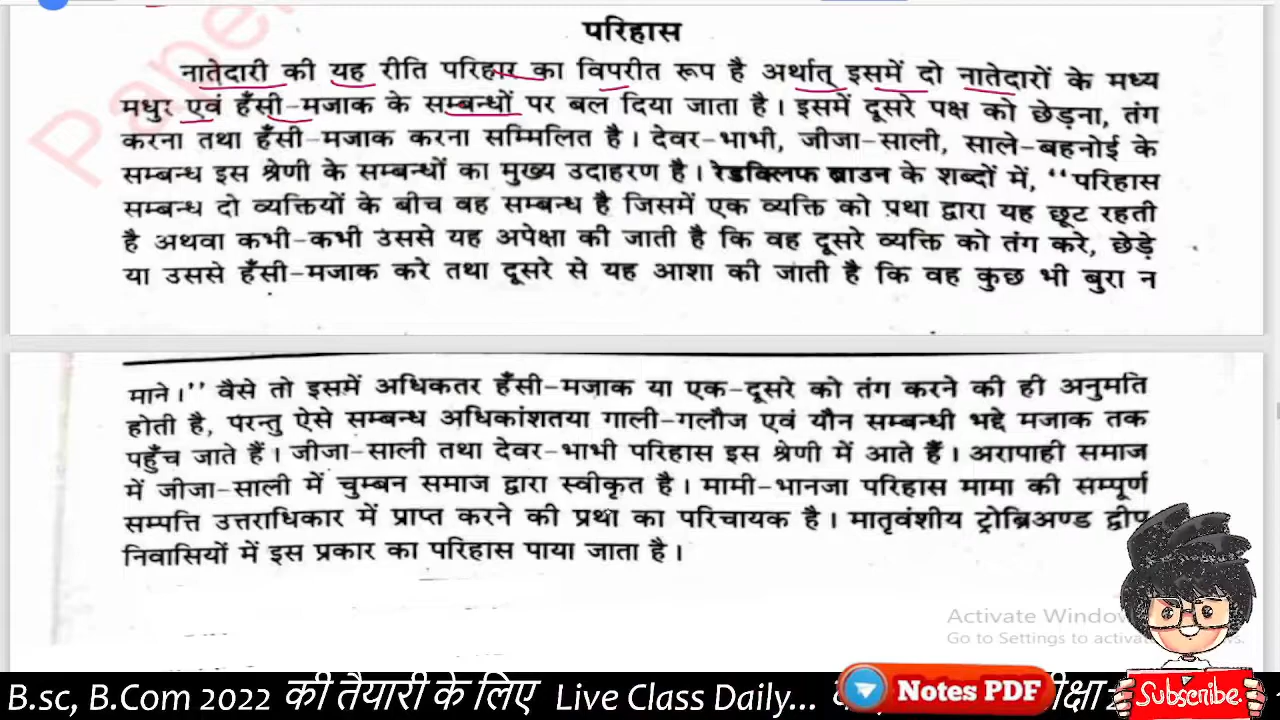 परिहास
नातेदारी की यह रीति परिहार का विपरीत रूप है अर्थात् इसमें दो नातेदारों के मध्य
मधुर एवं हँसी-मजाक के सम्बन्धों पर बल दिया जाता है। इसमें दूसरे पक्ष को छेड़ना, तंग
करना तथा हँसी-मजाक करना सम्मिलित है। देवर-भाभी, जीजा-साली, साले-बहनोई के
सम्बन्ध इस श्रेणी के सम्बन्धों का मुख्य उदाहरण है। रेडक्लिफ ब्राउन के शब्दों में, ''परिहास
सम्बन्ध दो व्यक्तियों के बीच वह सम्बन्ध है जिसमें एक व्यक्ति को प्रथा द्वारा यह छूट रहती
है अथवा कभी-कभी उससे यह अपेक्षा की जाती है कि वह दूसरे व्यक्ति को तंग करे, छेड़े
या उससे हँसी-मजाक करे तथा दूसरे से यह आशा की जाती है कि वह कुछ भी बुरा न
माने।'' वैसे तो इसमें अधिकतर हँसी-मजाक या एक-दूसरे को तंग करने की ही अनुमति
होती है, परन्तु ऐसे सम्बन्ध अधिकांशतया गाली-गलौज एवं यौन सम्बन्धी भद्दे मजाक तक
पहुँच जाते हैं। जीजा-साली तथा देवर-भाभी परिहास इस श्रेणी में आते हैं। अरापाही समाज
में जीजा-साली में चुम्बन समाज द्वारा स्वीकृत है। मामी-भानजा परिहास मामा की सम्पूर्ण
सम्पत्ति उत्तराधिकार में प्राप्त करने की प्रथा का परिचायक है। मातृवंशीय ट्रोब्रिअण्ड द्वीप
निवासियों में इस प्रकार का परिहास पाया जाता है।
Activate Windo
Go to Settings to activa
B.sc, B.Com 2022 की तैयारी के लिए Live Class Daily...
Notes PDF
Subscribe